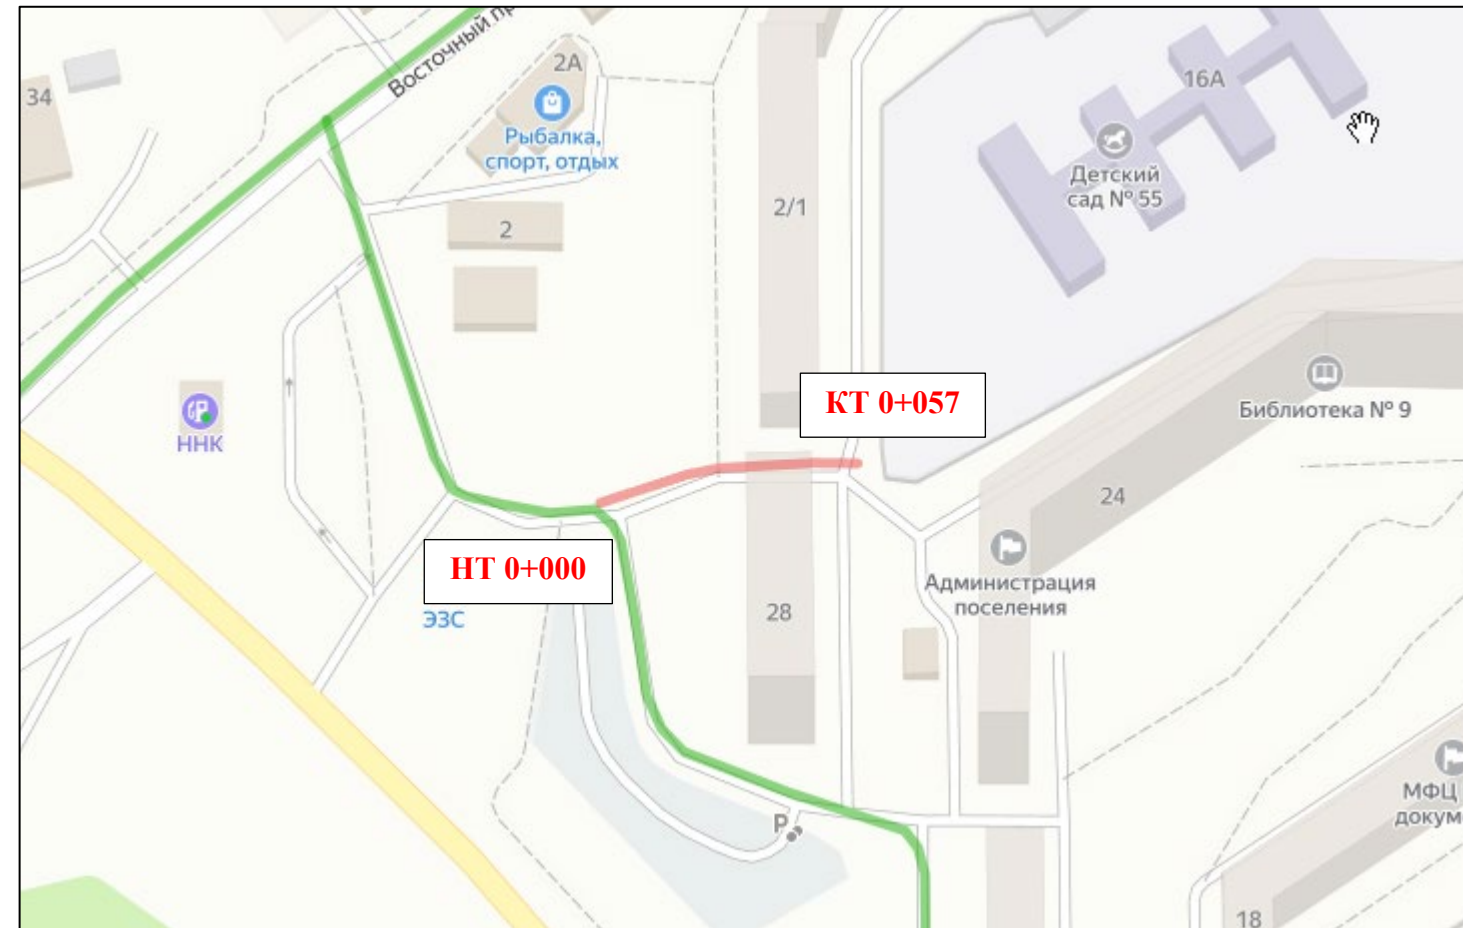 Восточный пр
34
2А
Рыбалка,
спорт, отдых
16А
Детский
сад № 55
2/1
2
КТ 0+057
Библиотека № 9
ННК
24
НТ 0+000
Администрация
поселения
ЭЗС
28
МФЦ
докум
P
18